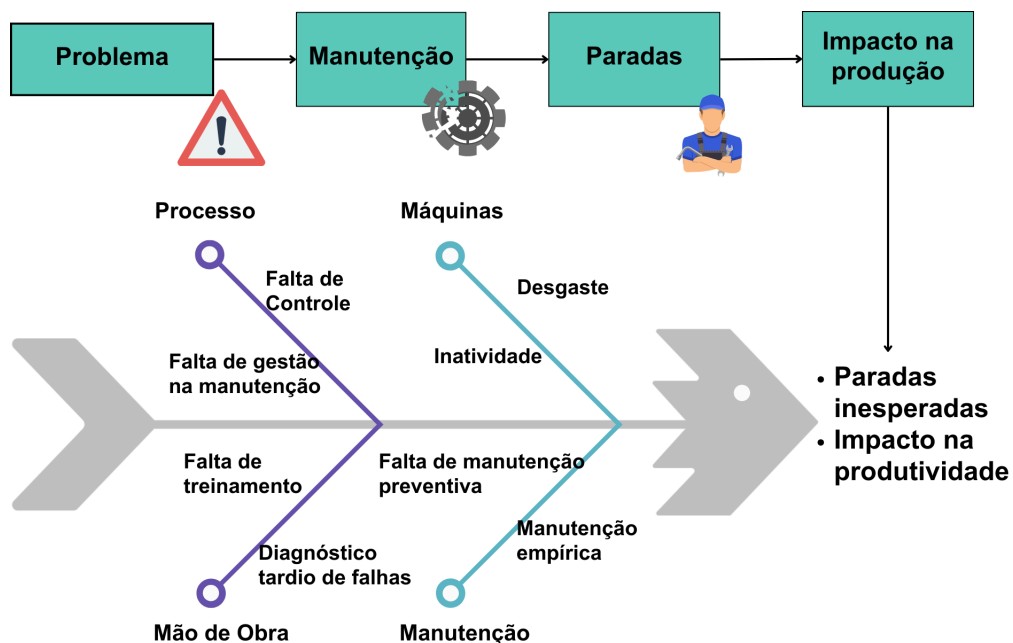 Problema
Manutenção
Paradas
Impacto na
produção
Processo
Máquinas
Falta de
Controle
Desgaste
Falta de gestão
na manutenção
Inatividade
• Paradas
inesperadas
• Impacto na
produtividade
Falta de
treinamento
Falta de manutenção
preventiva
Diagnóstico
tardio de falhas
Manutenção
empírica
Mão de Obra
Manutenção